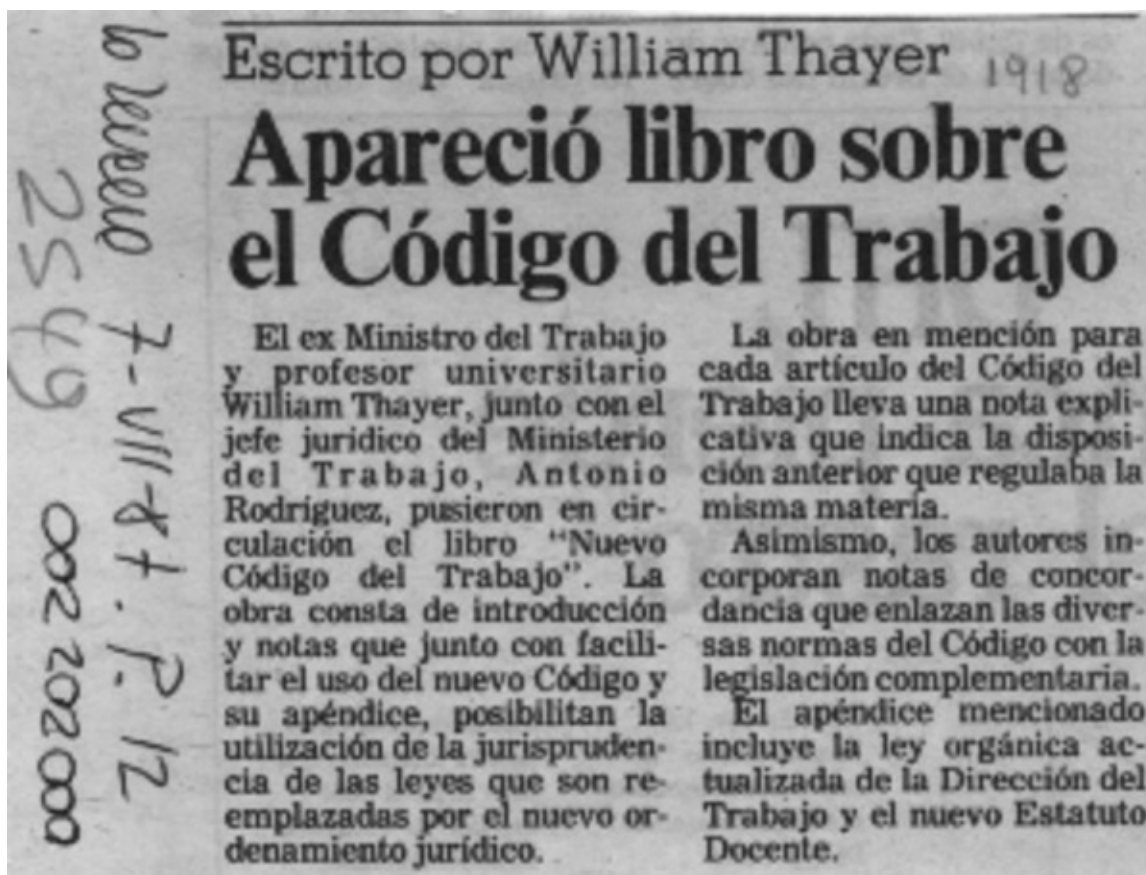 Escrito por William Thayer 1918
Apareció libro sobre
el Código del Trabajo
El ex Ministro del Trabajo
y profesor universitario
William Thayer, junto con el
jefe jurídico del Ministerio
del Trabajo, Antonio
Rodríguez, pusieron en cir-
culación el libro “Nuevo
Código del Trabajo”. La
obra consta de introducción
y notas que junto con facili-
tar el uso del nuevo Código y
su apéndice, posibilitan la
utilización de la jurispruden-
cia de las leyes que son re-
emplazadas por el nuevo or-
denamiento jurídico.
La obra en mención para
cada artículo del Código del
Trabajo lleva una nota expli-
cativa que indica la disposi-
ción anterior que regulaba la
misma materia.
Asimismo, los autores in-
corporan notas de concor-
dancia que enlazan las diver-
sas normas del Código con la
legislación complementaria.
El apéndice mencionado
incluye la ley orgánica ac-
tualizada de la Dirección del
Trabajo y el nuevo Estatuto
Docente.
7-VII-87. P. 12
2549
00202000